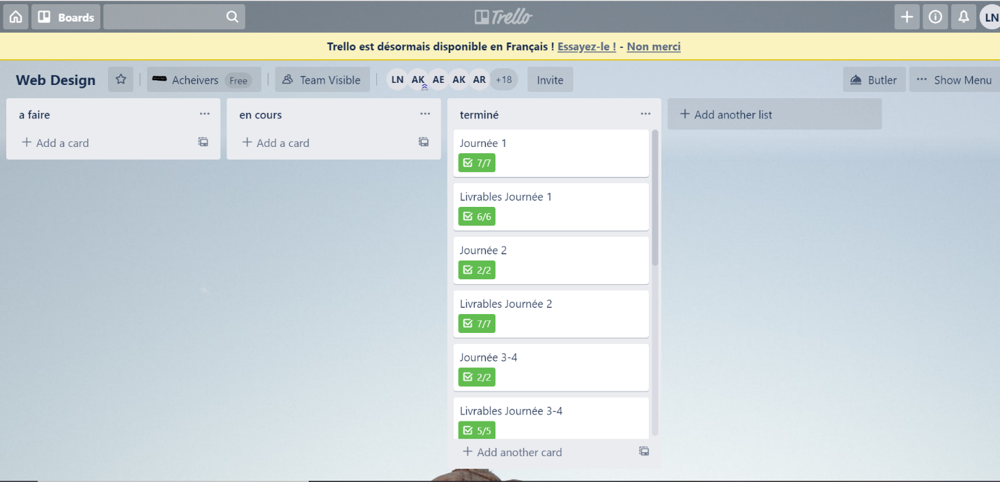 Boards
Trello
LN
Trello est désormais disponible en Français ! Essayez-le ! - Non merci
Web Design
Acheivers Free
Team Visible
LN AK AE AK AR +18
Invite
Butler
... Show Menu
a faire ...
+ Add a card
en cours ...
+ Add a card
terminé ...
Journée 1
7/7
Livrables Journée 1
6/6
Journée 2
2/2
Livrables Journée 2
7/7
Journée 3-4
2/2
Livrables Journée 3-4
5/5
+ Add another card
+ Add another list